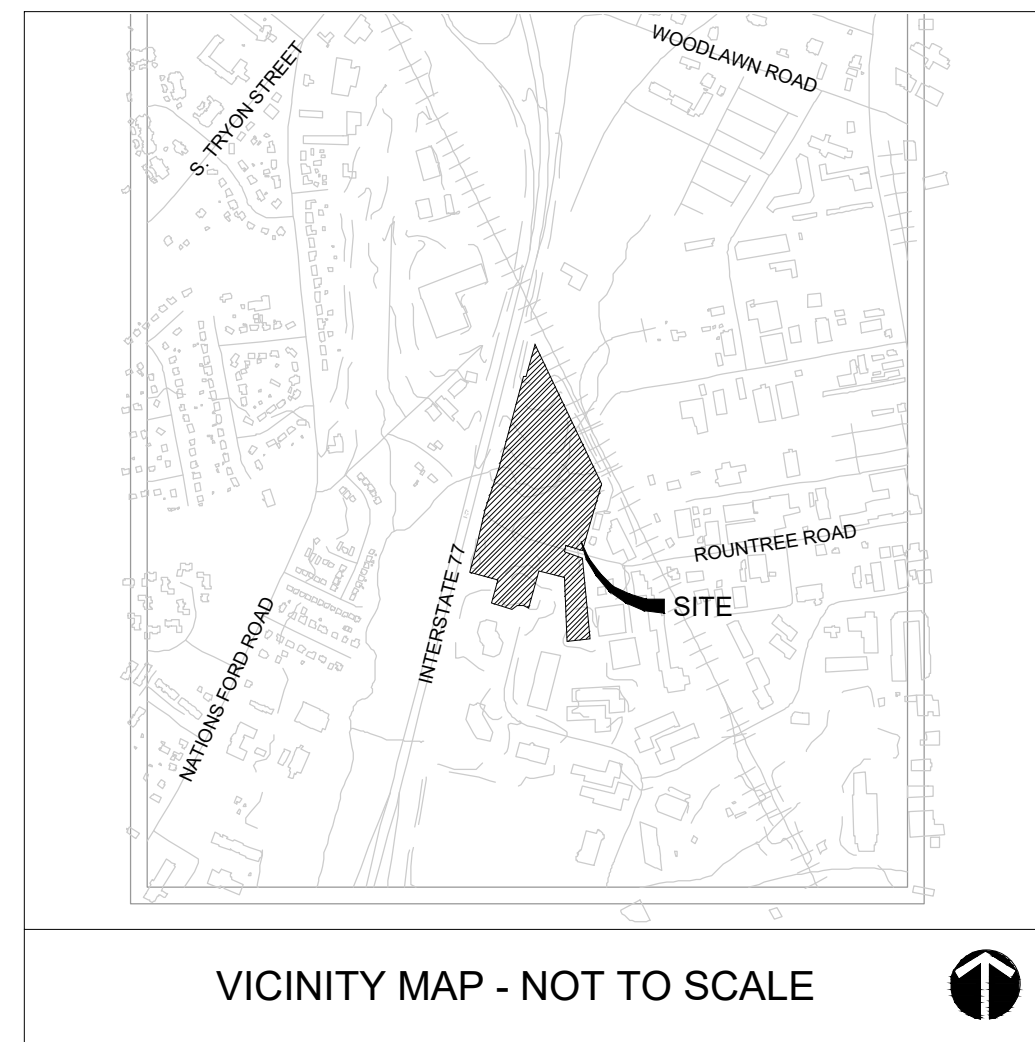 WOODLAWN ROAD
S. TRYON STREET
ROUNTREE ROAD
INTERSTATE 77
SITE
NATIONS FORD ROAD
VICINITY MAP - NOT TO SCALE